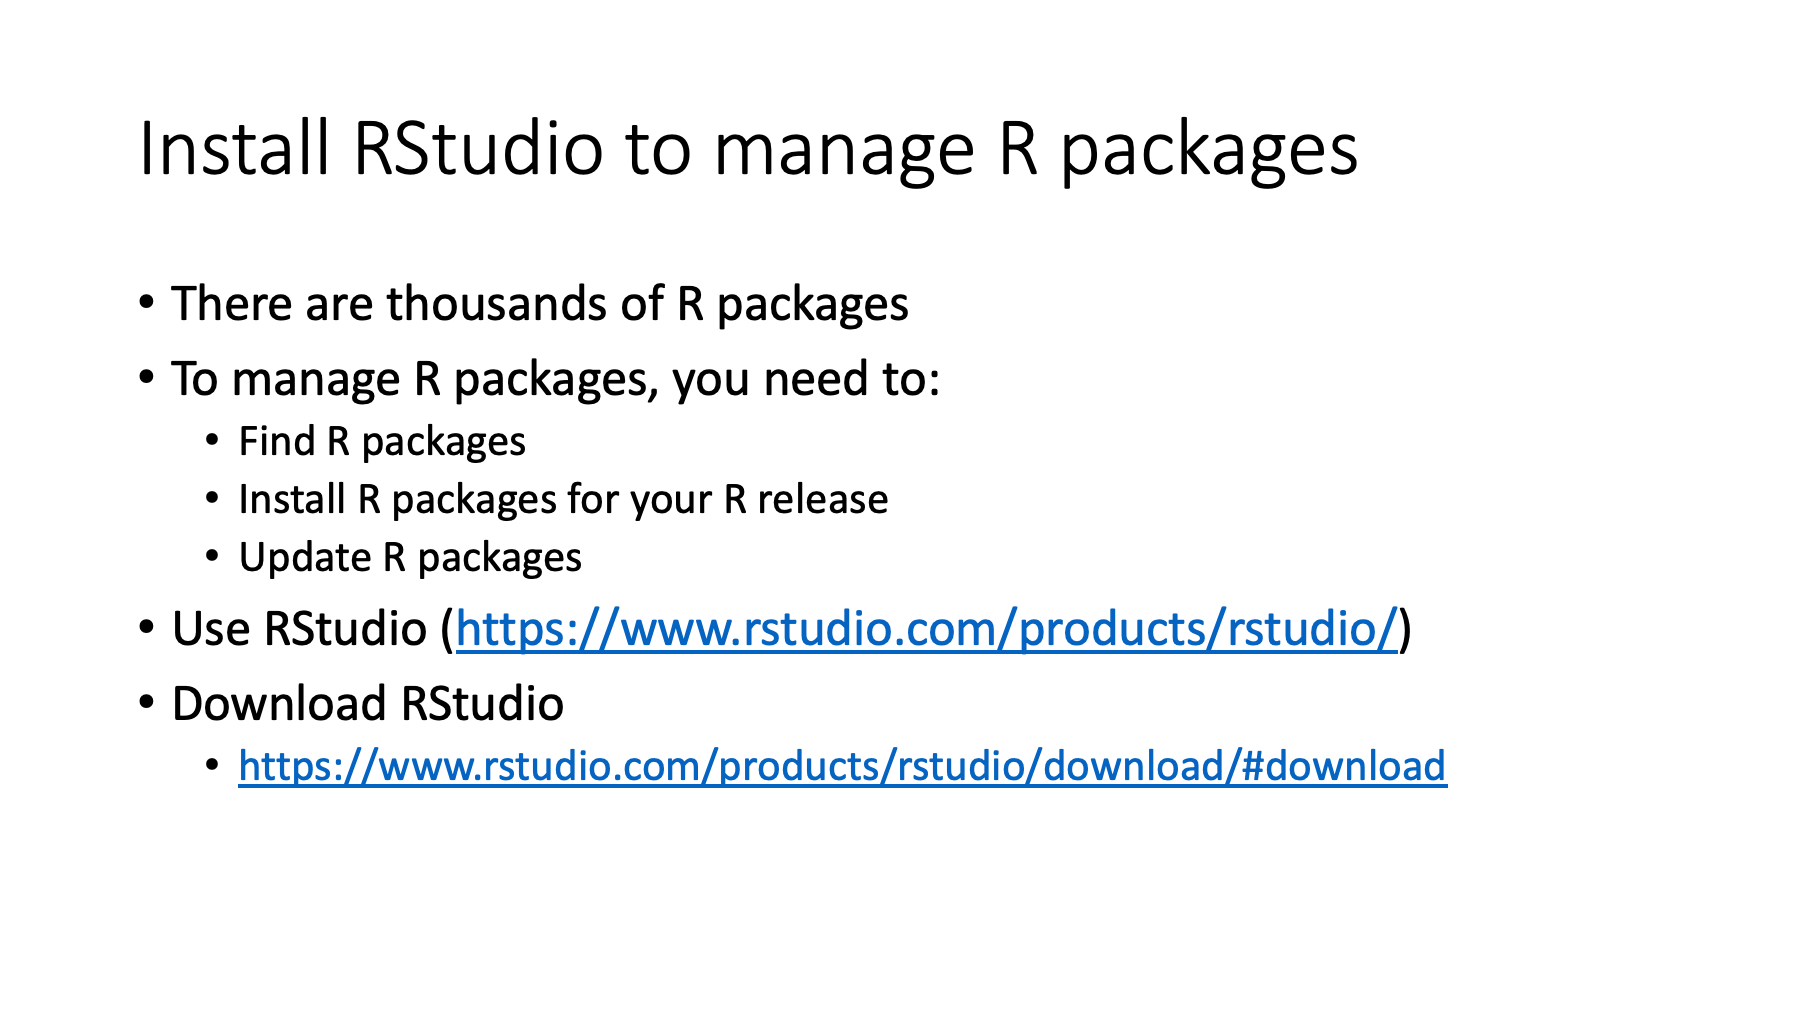 Install RStudio to manage R packages
• There are thousands of R packages
• To manage R packages, you need to:
• Find R packages
• Install R packages for your R release
• Update R packages
• Use RStudio (https://www.rstudio.com/products/rstudio/)
• Download RStudio
• https://www.rstudio.com/products/rstudio/download/#download